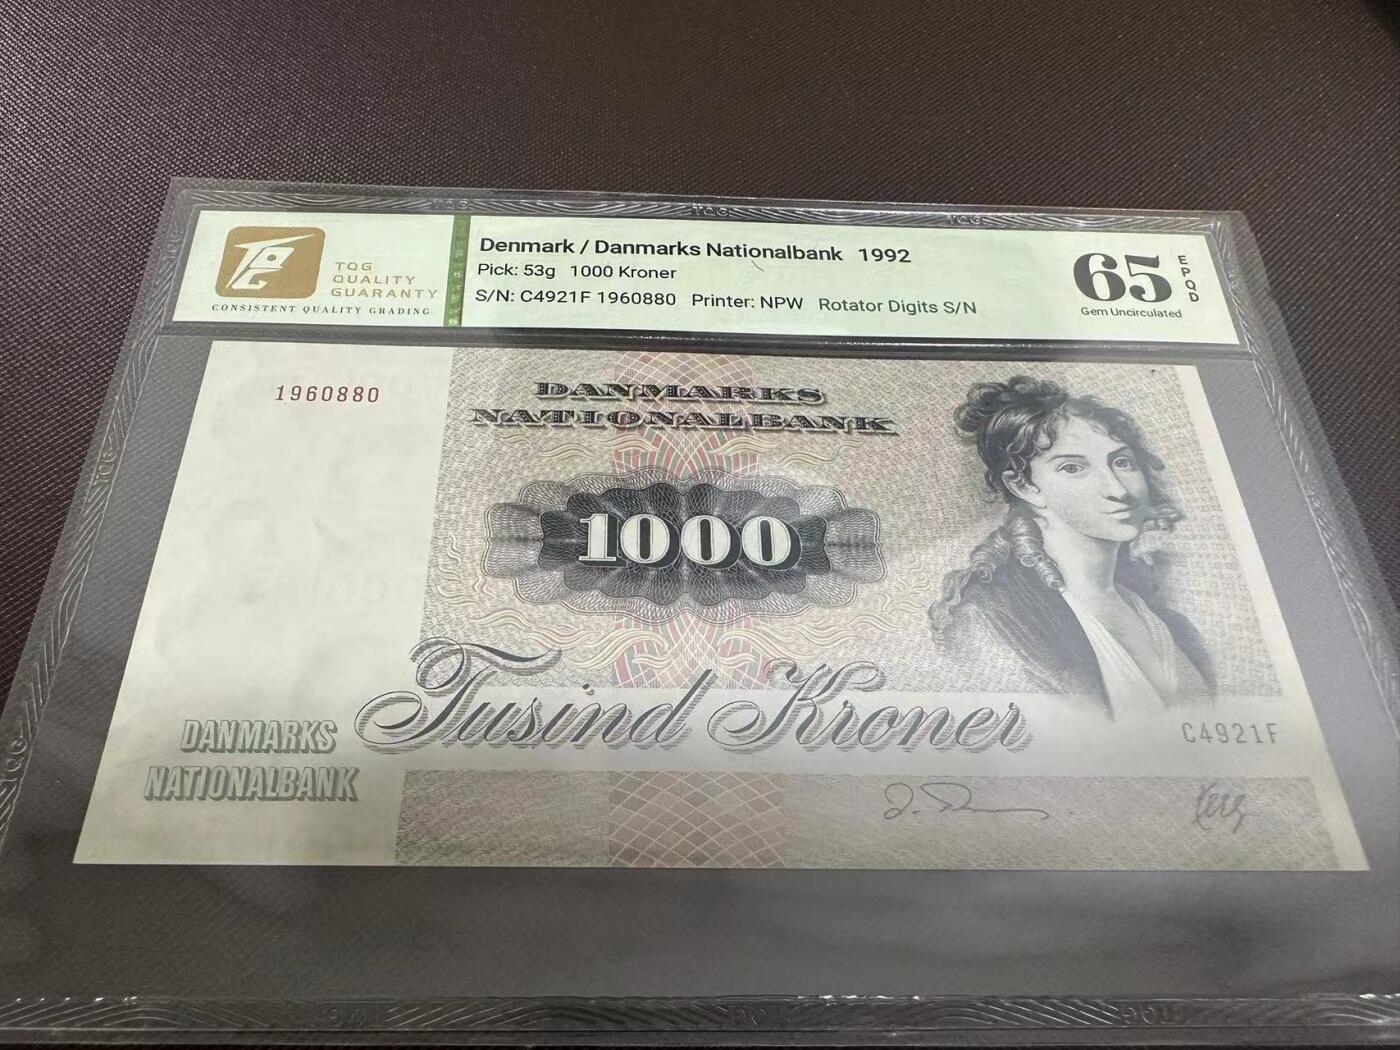 TQG
QUALITY
GUARANTY
CONSISTENT QUALITY GRADING
Denmark / Danmarks Nationalbank 1992
Pick: 53g 1000 Kroner
S/N: C4921F 1960880 Printer: NPW Rotator Digits S/N
65
EPQD
Gem Uncirculated
1960880
DANMARKS
NATIONALBANK
1000
Tusind Kroner
DANMARKS
NATIONALBANK
C4921F